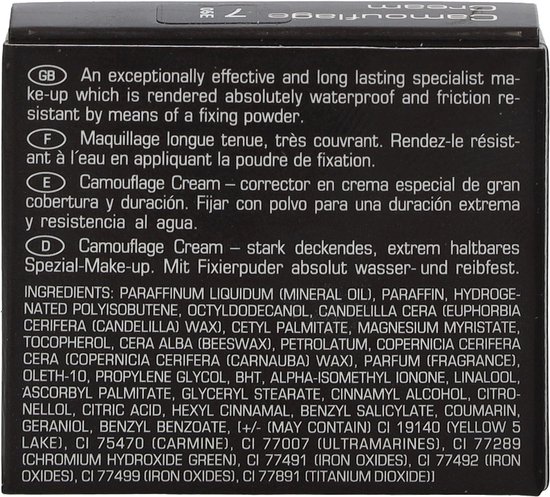 Camouflage
Cream
7
GB An exceptionally effective and long lasting specialist ma-
ke-up which is rendered absolutely waterproof and friction re-
sistant by means of a fixing powder.
F Maquillage longue tenue, très couvrant. Rendez-le résist-
ant à l´eau en appliquant la poudre de fixation.
E Camouflage Cream – corrector en crema especial de gran
cobertura y duración. Fijar con polvo para una duración extrema
y resistencia al agua.
D Camouflage Cream – stark deckendes, extrem haltbares
Spezial-Make-up. Mit Fixierpuder absolut wasser- und reibfest.
INGREDIENTS: PARAFFINUM LIQUIDUM (MINERAL OIL), PARAFFIN, HYDROGE-
NATED POLYISOBUTENE, OCTYLDODECANOL, CANDELILLA CERA (EUPHORBIA
CERIFERA (CANDELILLA) WAX), CETYL PALMITATE, MAGNESIUM MYRISTATE,
TOCOPHEROL, CERA ALBA (BEESWAX), PETROLATUM, COPERNICIA CERIFERA
CERA (COPERNICIA CERIFERA (CARNAUBA) WAX), PARFUM (FRAGRANCE),
OLETH-10, PROPYLENE GLYCOL, BHT, ALPHA-ISOMETHYL IONONE, LINALOOL,
ASCORBYL PALMITATE, GLYCERYL STEARATE, CINNAMYL ALCOHOL, CITRO-
NELLOL, CITRIC ACID, HEXYL CINNAMAL, BENZYL SALICYLATE, COUMARIN,
GERANIOL, BENZYL BENZOATE, [+/- (MAY CONTAIN) CI 19140 (YELLOW 5
LAKE), CI 75470 (CARMINE), CI 77007 (ULTRAMARINES), CI 77289
(CHROMIUM HYDROXIDE GREEN), CI 77491 (IRON OXIDES), CI 77492 (IRON
OXIDES), CI 77499 (IRON OXIDES), CI 77891 (TITANIUM DIOXIDE)]